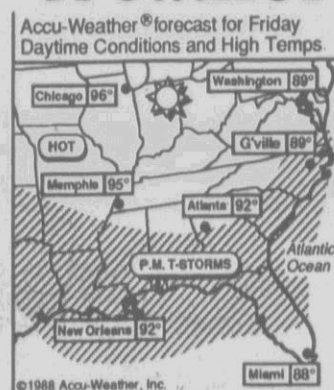 Accu-Weather® forecast for Friday
Daytime Conditions and High Temps
Washington 89°
Chicago 96°
HOT
G'ville 89°
Memphis 95°
Atlanta 92°
Atlantic
Ocean
P.M. T-STORMS
New Orleans 92°
Miami 88°
©1988 Accu-Weather, Inc.